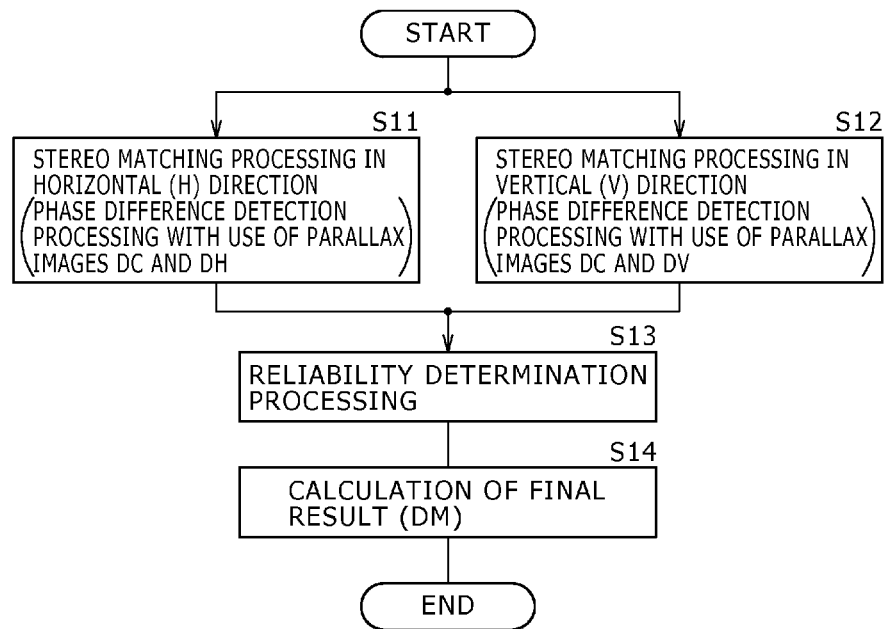 START
S11
STEREO MATCHING PROCESSING IN
HORIZONTAL (H) DIRECTION
(PHASE DIFFERENCE DETECTION
PROCESSING WITH USE OF PARALLAX
IMAGES DC AND DH)
S12
STEREO MATCHING PROCESSING IN
VERTICAL (V) DIRECTION
(PHASE DIFFERENCE DETECTION
PROCESSING WITH USE OF PARALLAX
IMAGES DC AND DV)
S13
RELIABILITY DETERMINATION
PROCESSING
S14
CALCULATION OF FINAL
RESULT (DM)
END